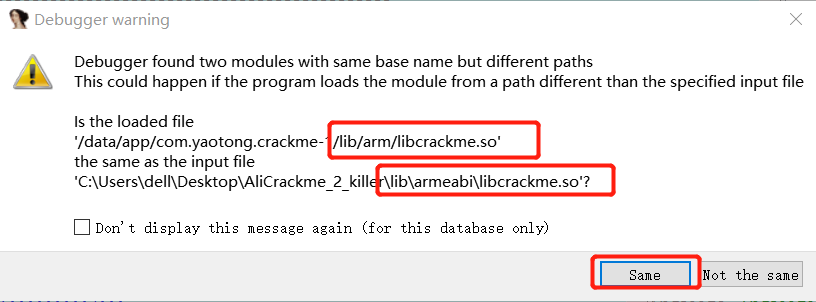 Debugger warning
Debugger found two modules with same base name but different paths
This could happen if the program loads the module from a path different than the specified input file
Is the loaded file
'/data/app/com.yaotong.crackme-1/lib/arm/libcrackme.so'
the same as the input file
'C:\Users\dell\Desktop\AliCrackme_2_killer\lib\armeabi\libcrackme.so'?
Don't display this message again (for this database only)
Same
Not the same